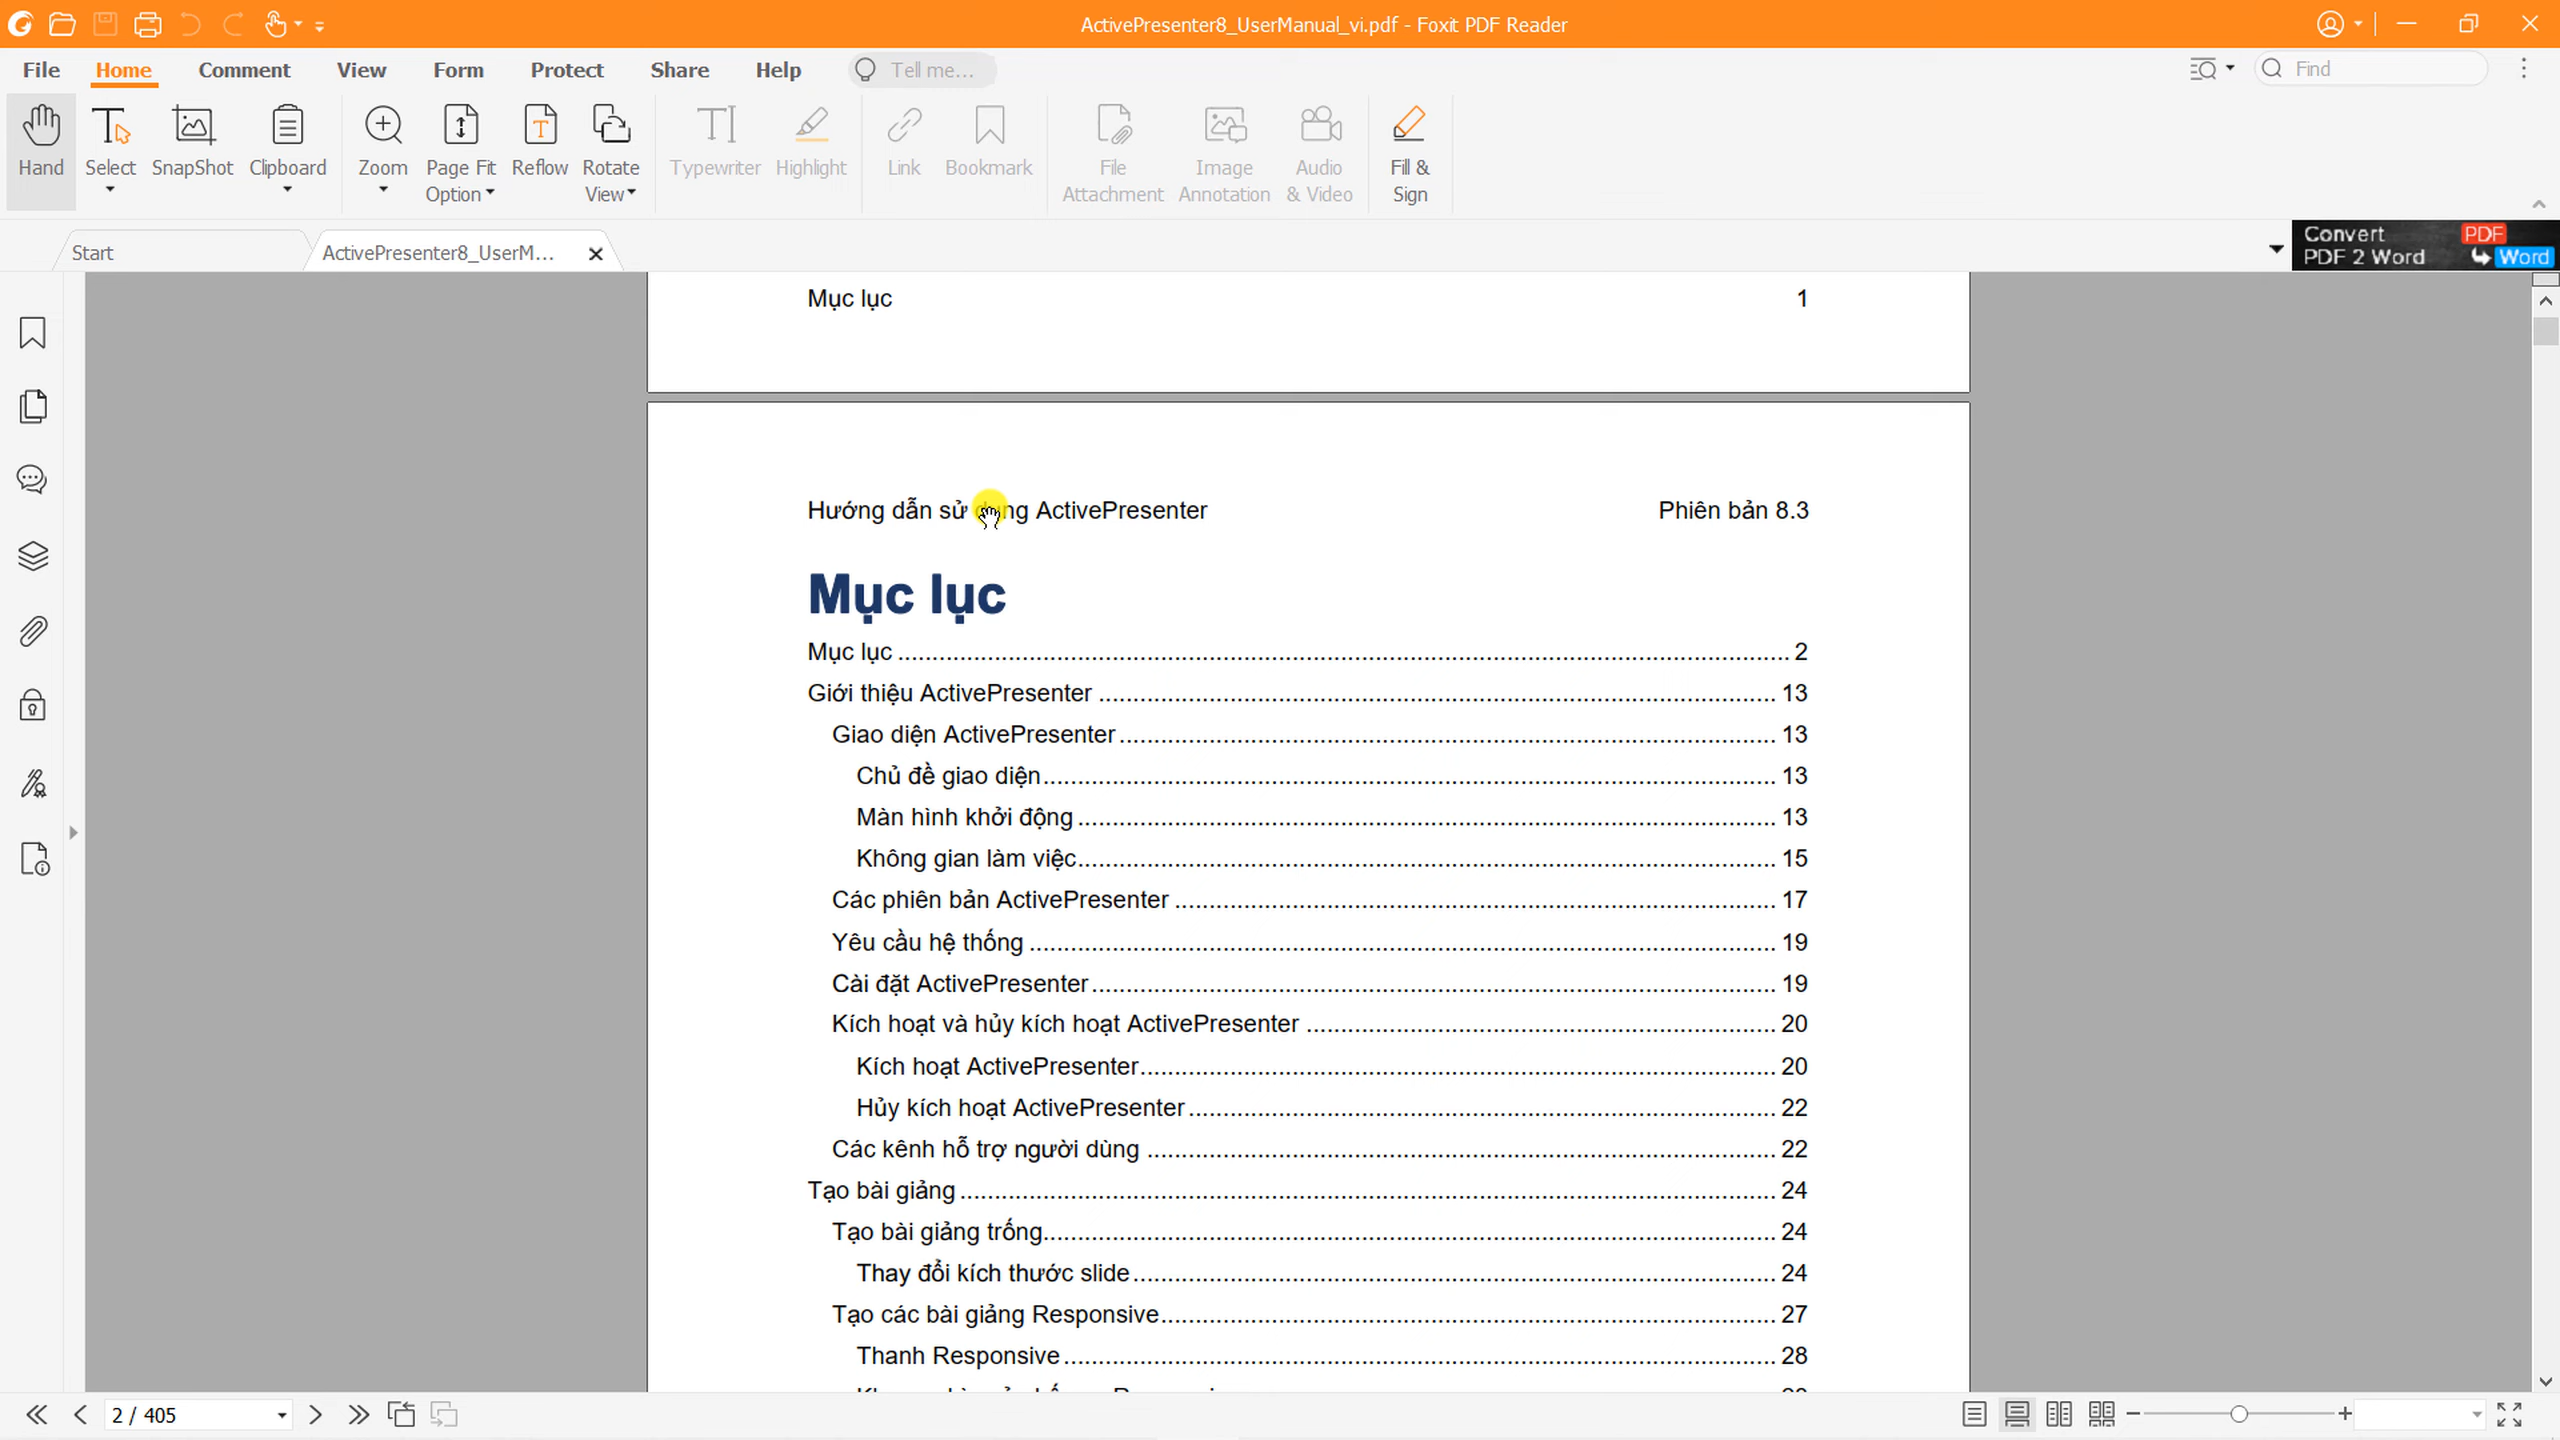 ActivePresenter8_UserManual_vi.pdf - Foxit PDF Reader
File Home Comment View Form Protect Share Help Tell me... Find
Hand Select SnapShot Clipboard Zoom Page Fit Option Reflow Rotate View Typewriter Highlight Link Bookmark File Attachment Image Annotation Audio & Video Fill & Sign
Start ActivePresenter8_UserM... Convert PDF 2 Word PDF Word
Mục lục 1
Hướng dẫn sử dụng ActivePresenter Phiên bản 8.3
Mục lục
Mục lục 2
Giới thiệu ActivePresenter 13
Giao diện ActivePresenter 13
Chủ đề giao diện 13
Màn hình khởi động 13
Không gian làm việc 15
Các phiên bản ActivePresenter 17
Yêu cầu hệ thống 19
Cài đặt ActivePresenter 19
Kích hoạt và hủy kích hoạt ActivePresenter 20
Kích hoạt ActivePresenter 20
Hủy kích hoạt ActivePresenter 22
Các kênh hỗ trợ người dùng 22
Tạo bài giảng 24
Tạo bài giảng trống 24
Thay đổi kích thước slide 24
Tạo các bài giảng Responsive 27
Thanh Responsive 28
2 / 405